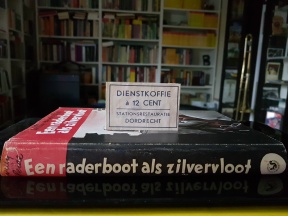 DIENSTKOFFIE
à 12 CENT
STATIONSRESTAURATIE
DORDRECHT
Een raderboot
als zilvervloot
Een raderboot als zilvervloot